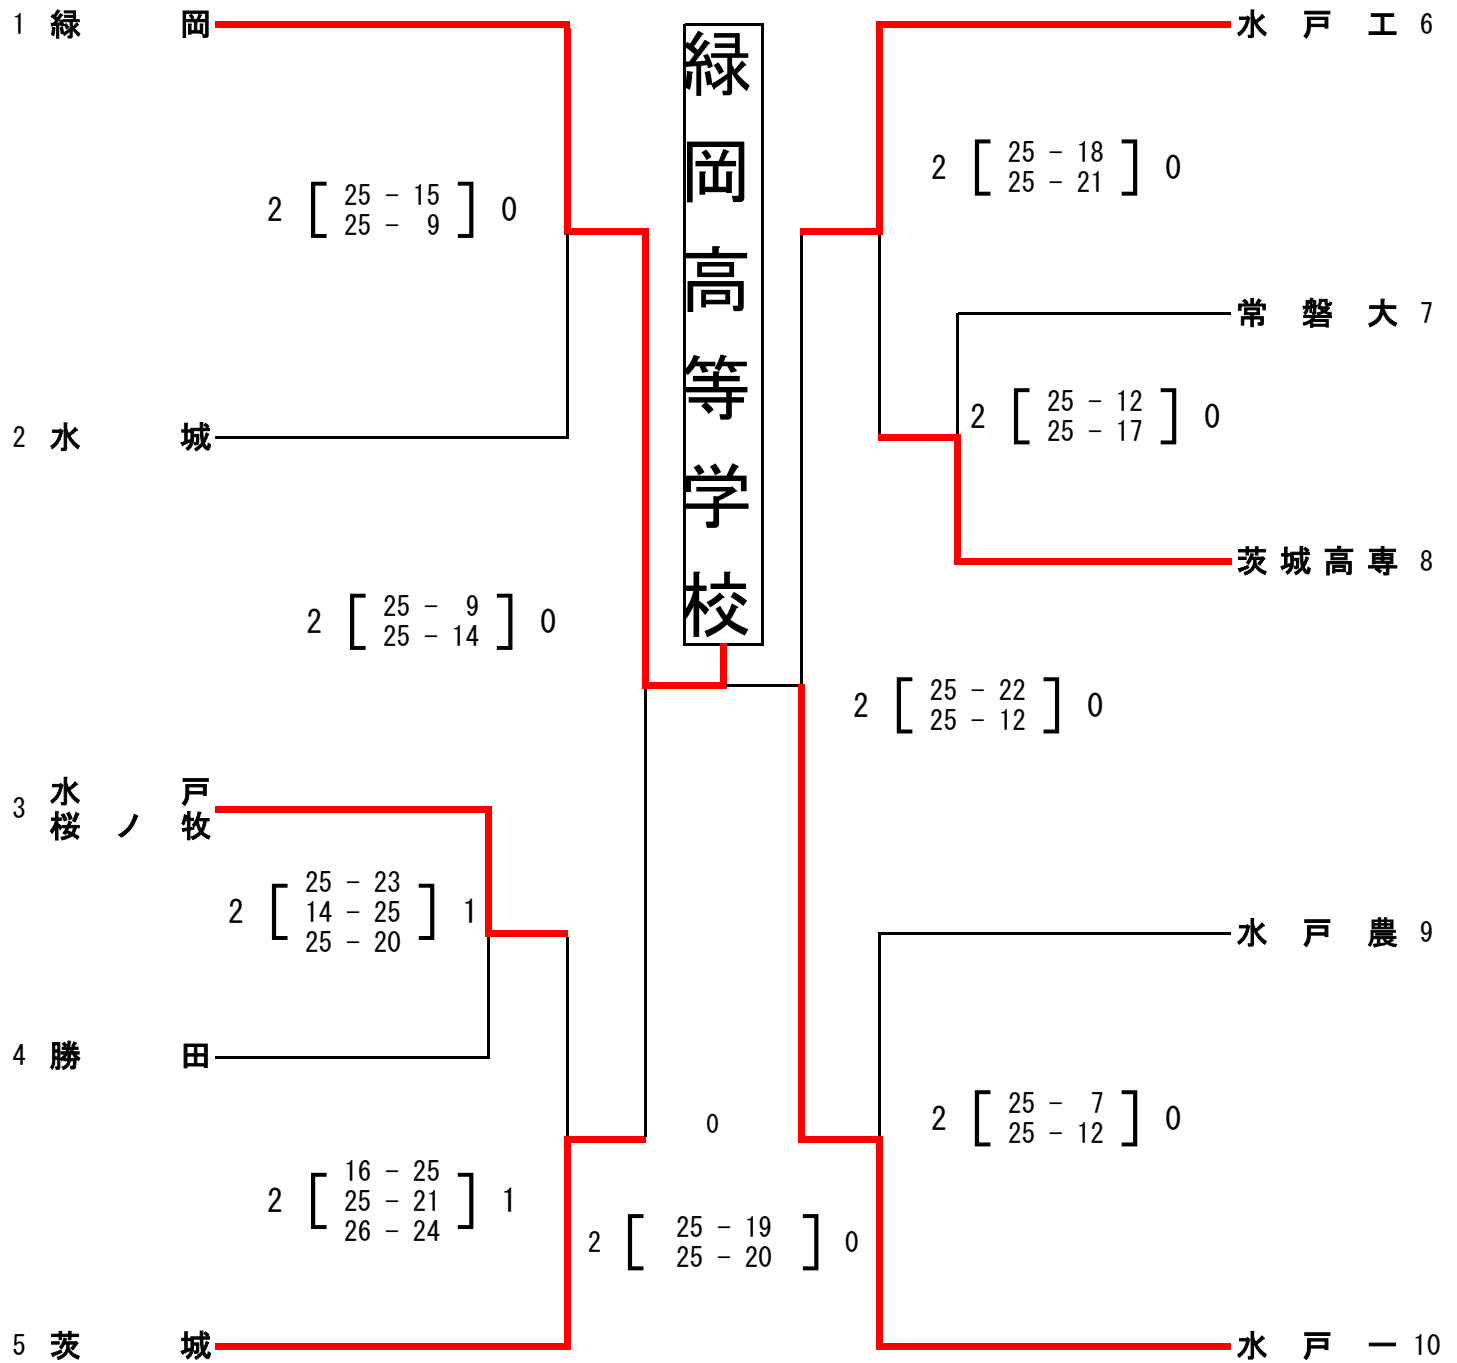 1 緑岡
2 [ 25 - 15 ] 0
25 - 9
2 水城
2 [ 25 - 9 ] 0
25 - 14
3 水戸
桜ノ牧
2 [ 25 - 23 ] 1
14 - 25
25 - 20
4 勝田
2 [ 16 - 25 ] 1
25 - 21
26 - 24
5 茨城
緑岡高等学校
0
2 [ 25 - 19 ] 0
25 - 20
水戸工 6
2 [ 25 - 18 ] 0
25 - 21
常磐大 7
2 [ 25 - 12 ] 0
25 - 17
茨城高専 8
2 [ 25 - 22 ] 0
25 - 12
水戸農 9
2 [ 25 - 7 ] 0
25 - 12
水戸一 10